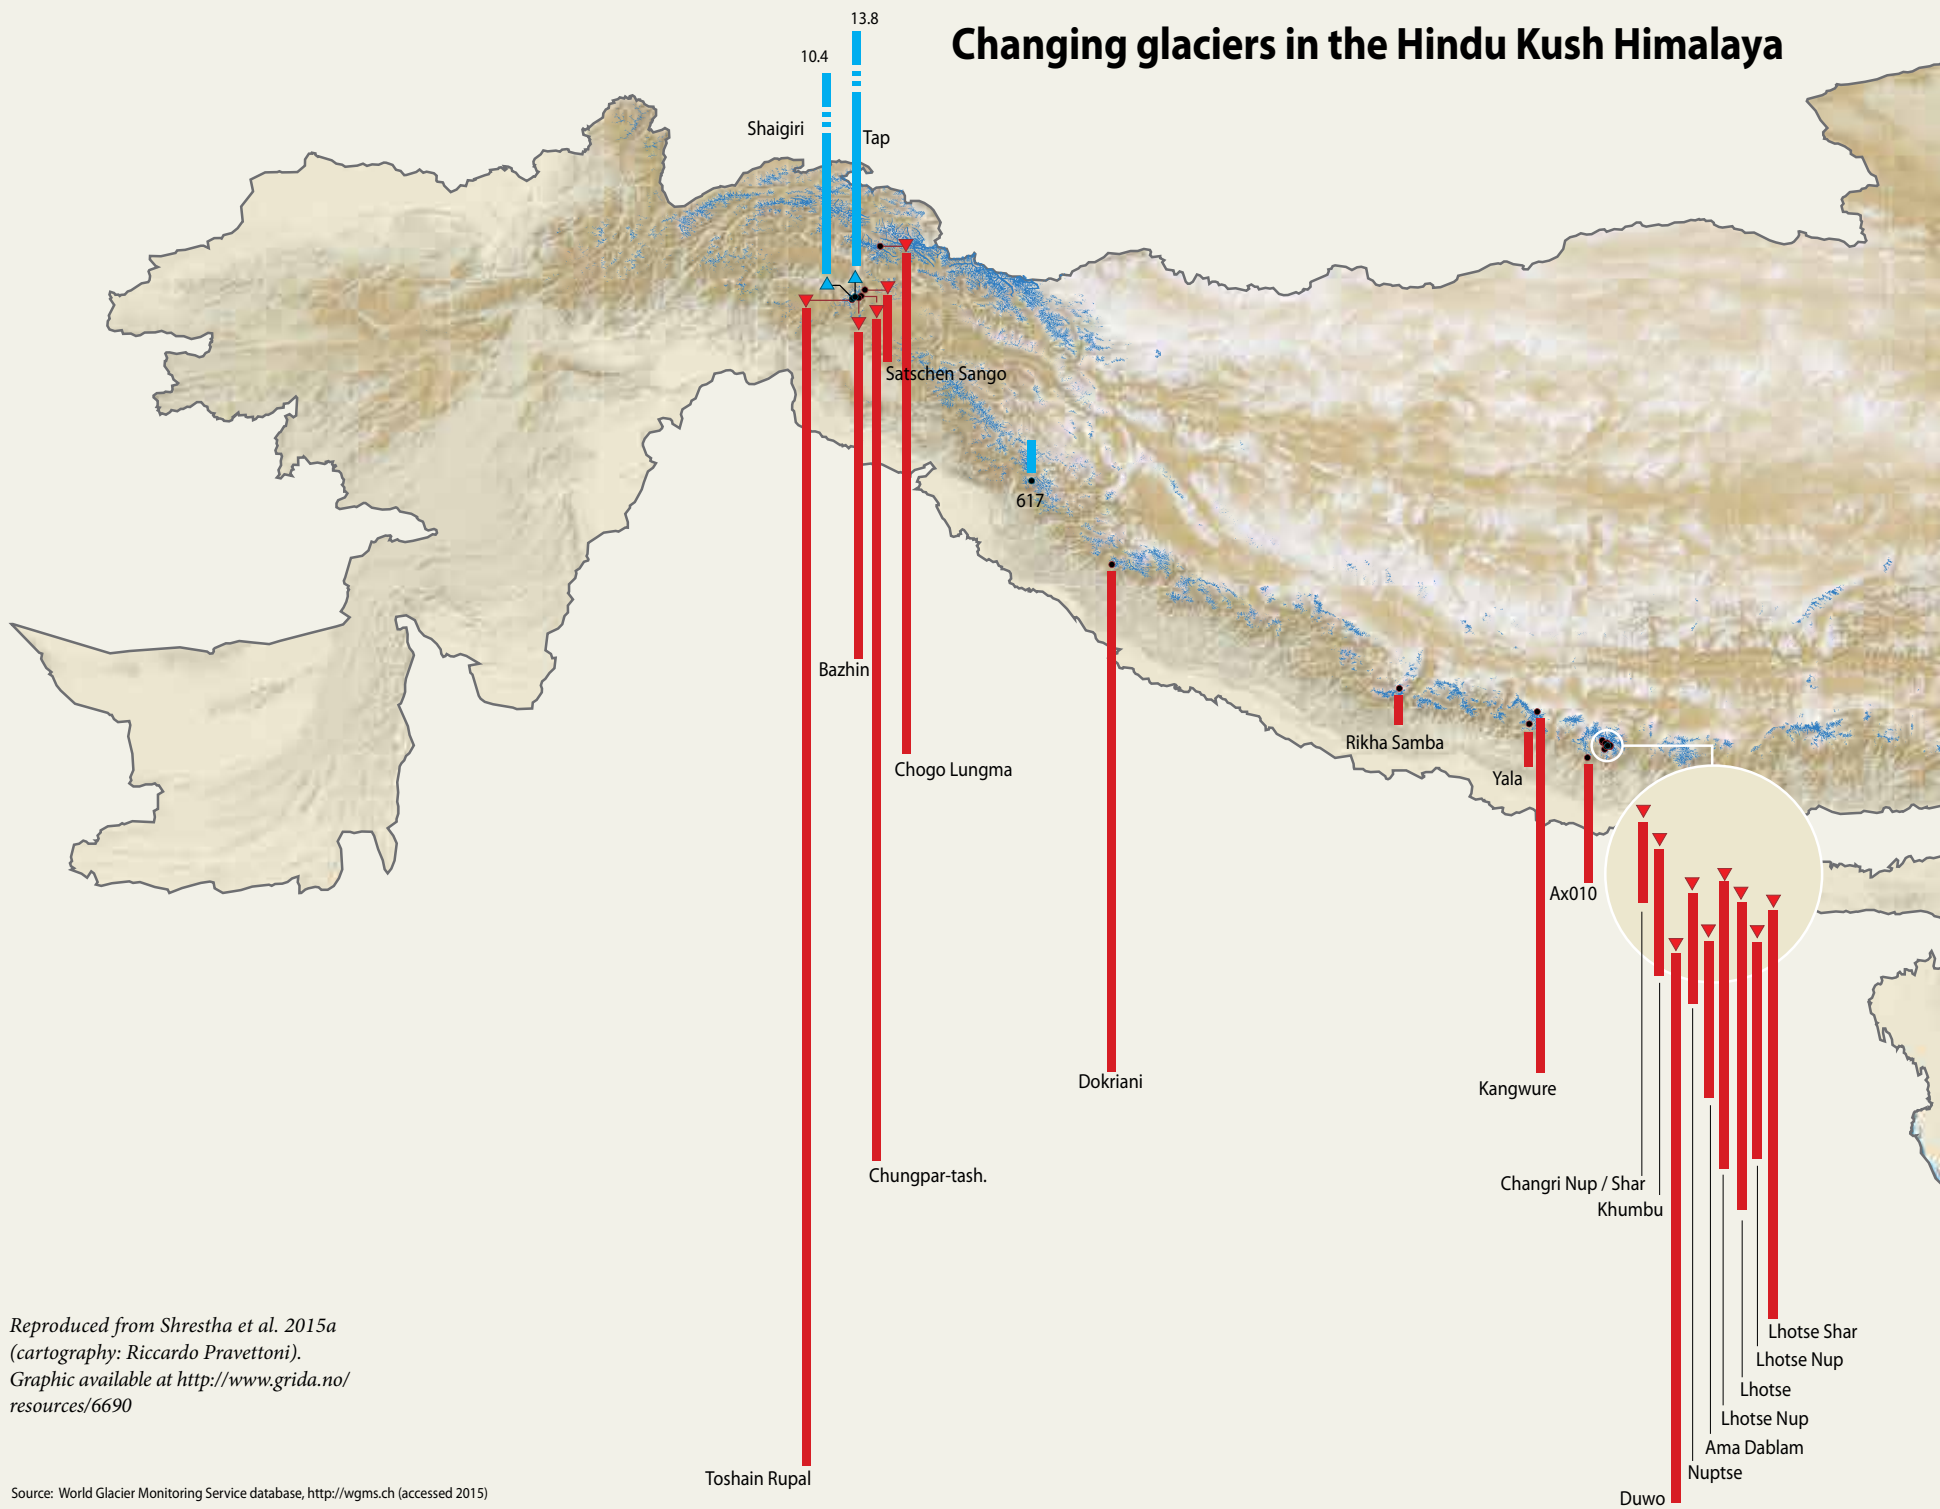 Changing glaciers in the Hindu Kush Himalaya
13.8
10.4
Shaigiri
Tap
Satschen Sango
617
Bazhin
Chogo Lungma
Rikha Samba
Yala
Ax010
Dokriani
Kangwure
Chungpar-tash.
Changri Nup / Shar
Khumbu
Lhotse Shar
Lhotse Nup
Lhotse
Lhotse Nup
Ama Dablam
Nuptse
Duwo
Toshain Rupal
Reproduced from Shrestha et al. 2015a
(cartography: Riccardo Pravettoni).
Graphic available at http://www.grida.no/
resources/6690
Source: World Glacier Monitoring Service database, http://wgms.ch (accessed 2015)